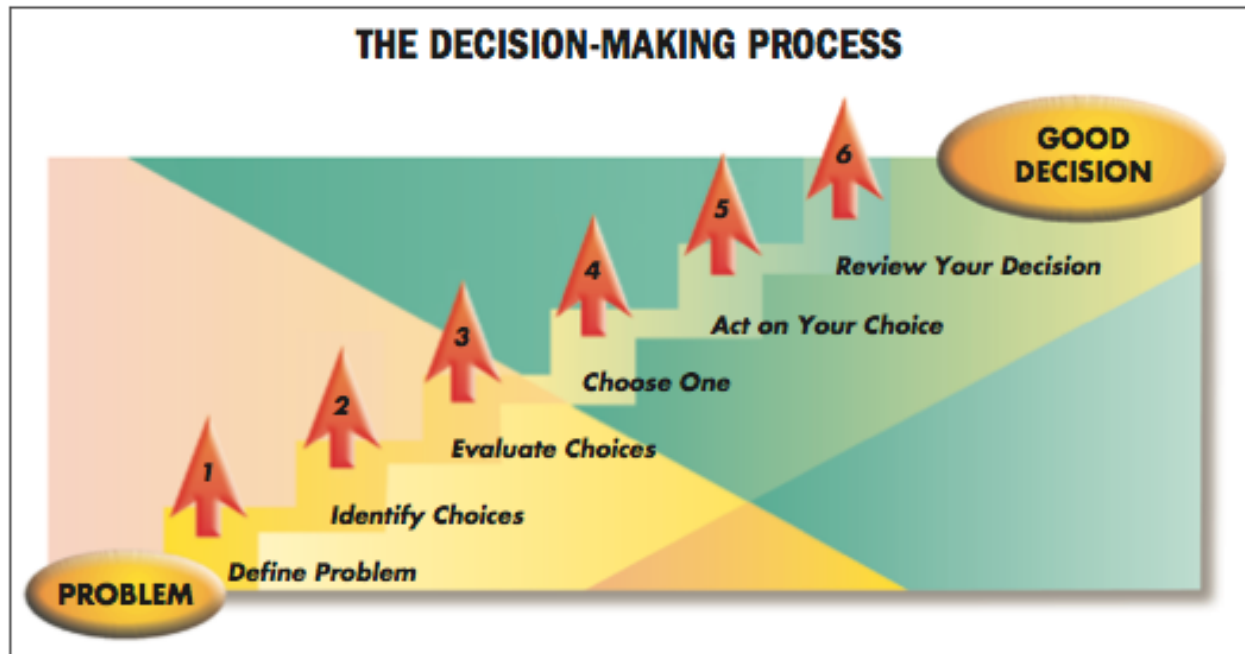 THE DECISION-MAKING PROCESS
GOOD
DECISION
6
Review Your Decision
5
Act on Your Choice
4
Choose One
3
Evaluate Choices
2
Identify Choices
1
Define Problem
PROBLEM